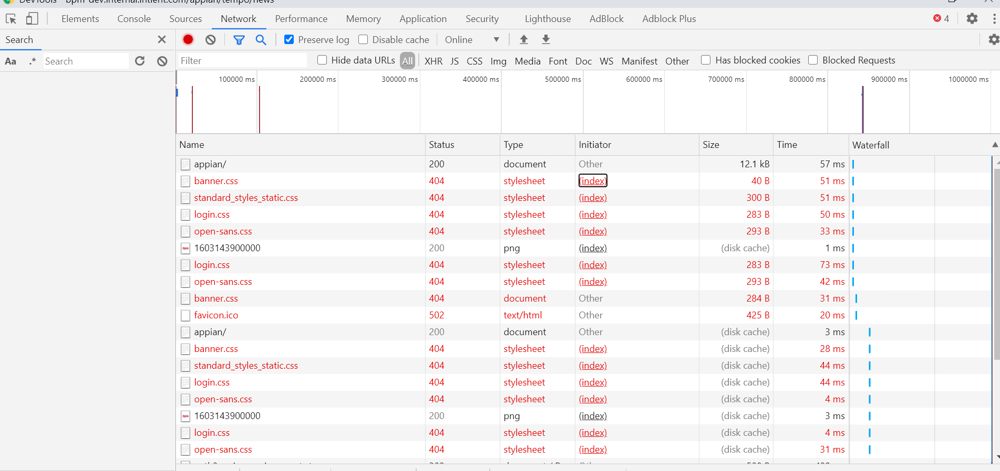 DevTools - bpm-dev.internal.intient.com/appian/tempo/news
Elements Console Sources Network Performance Memory Application Security Lighthouse AdBlock Adblock Plus 4
Search
Preserve log Disable cache Online
Aa .* Search
Filter Hide data URLs All XHR JS CSS Img Media Font Doc WS Manifest Other Has blocked cookies Blocked Requests
100000 ms 200000 ms 300000 ms 400000 ms 500000 ms 600000 ms 700000 ms 800000 ms 900000 ms 1000000 ms
Name Status Type Initiator Size Time Waterfall
appian/ 200 document Other 12.1 kB 57 ms
banner.css 404 stylesheet (index) 40 B 51 ms
standard_styles_static.css 404 stylesheet (index) 300 B 51 ms
login.css 404 stylesheet (index) 283 B 50 ms
open-sans.css 404 stylesheet (index) 293 B 33 ms
1603143900000 200 png (index) (disk cache) 1 ms
login.css 404 stylesheet (index) 283 B 73 ms
open-sans.css 404 stylesheet (index) 293 B 42 ms
banner.css 404 document Other 284 B 31 ms
favicon.ico 502 text/html Other 425 B 20 ms
appian/ 200 document Other (disk cache) 3 ms
banner.css 404 stylesheet (index) (disk cache) 28 ms
standard_styles_static.css 404 stylesheet (index) (disk cache) 44 ms
login.css 404 stylesheet (index) (disk cache) 44 ms
open-sans.css 404 stylesheet (index) (disk cache) 4 ms
1603143900000 200 png (index) (disk cache) 3 ms
login.css 404 stylesheet (index) (disk cache) 4 ms
open-sans.css 404 stylesheet (index) (disk cache) 31 ms